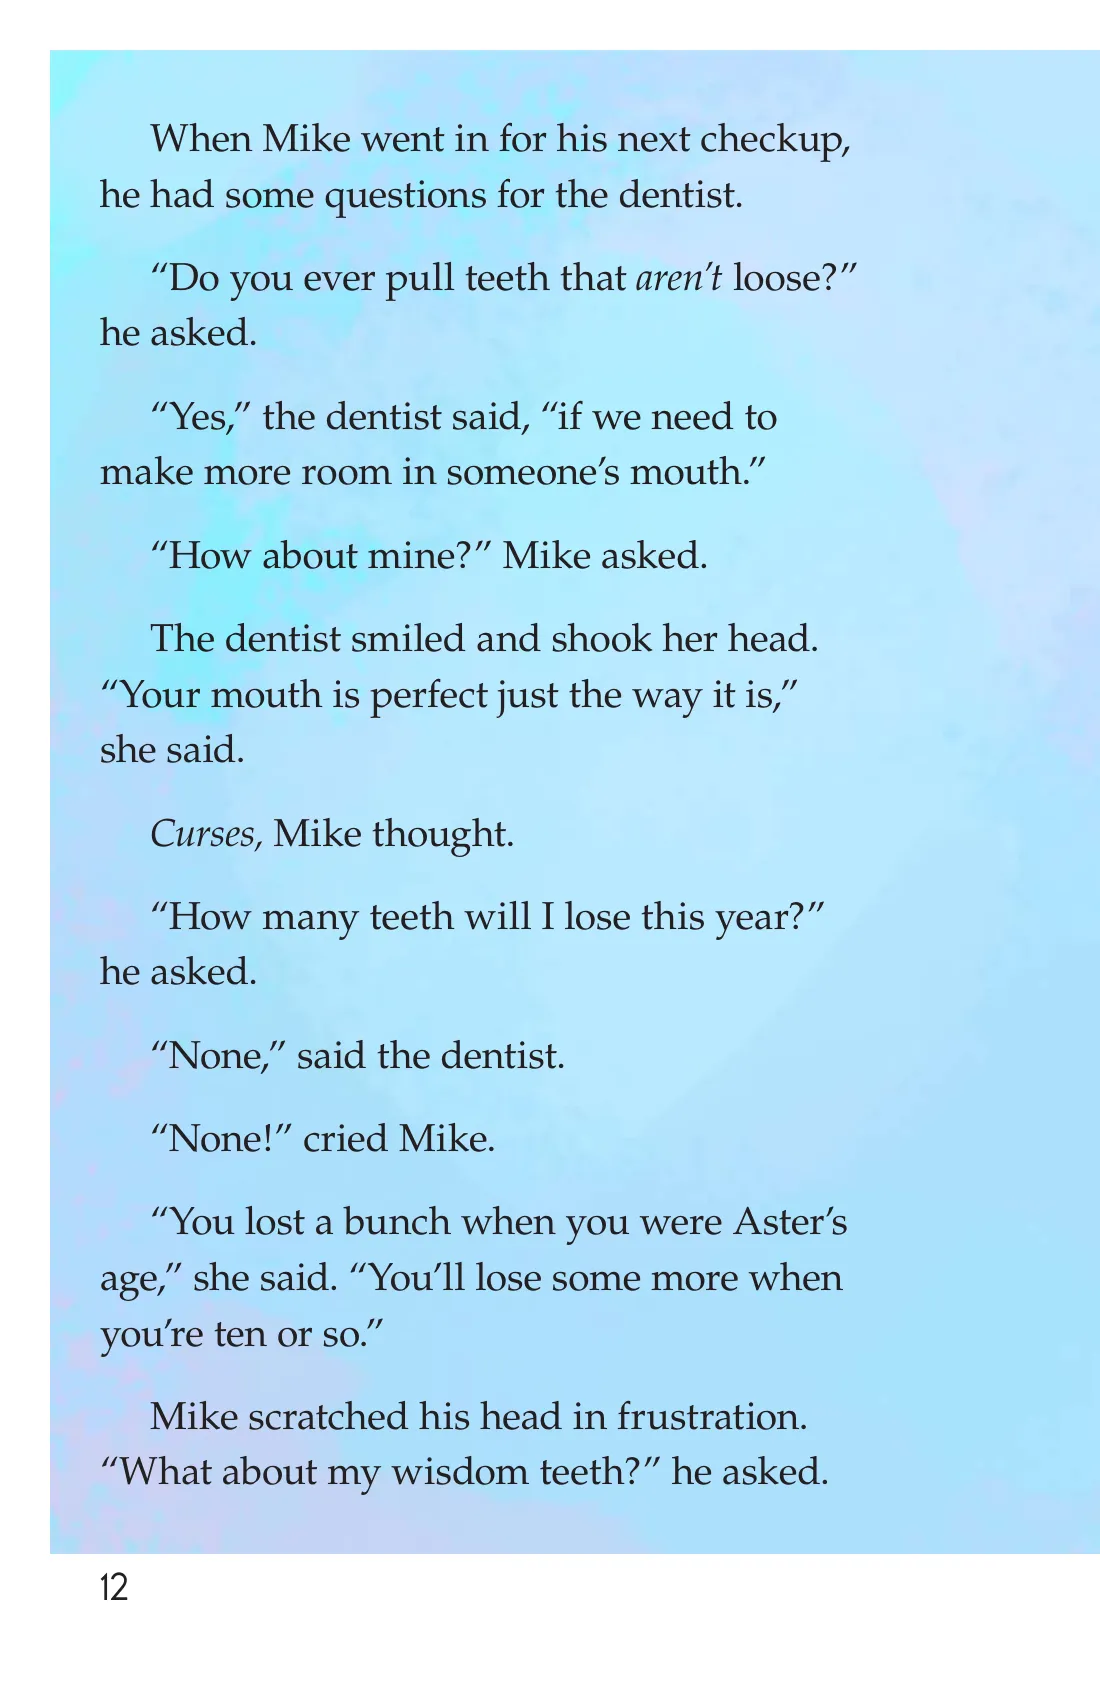 When Mike went in for his next checkup,
he had some questions for the dentist.
“Do you ever pull teeth that aren’t loose?”
he asked.
“Yes,” the dentist said, “if we need to
make more room in someone’s mouth.”
“How about mine?” Mike asked.
The dentist smiled and shook her head.
“Your mouth is perfect just the way it is,”
she said.
Curses, Mike thought.
“How many teeth will I lose this year?”
he asked.
“None,” said the dentist.
“None!” cried Mike.
“You lost a bunch when you were Aster’s
age,” she said. “You’ll lose some more when
you’re ten or so.”
Mike scratched his head in frustration.
“What about my wisdom teeth?” he asked.
12